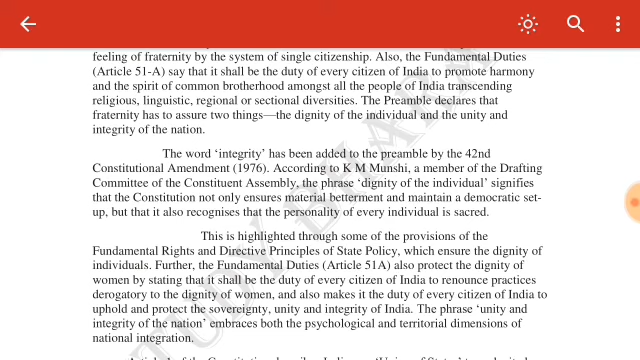 feeling of fraternity by the system of single citizenship. Also, the Fundamental Duties
(Article 51-A) say that it shall be the duty of every citizen of India to promote harmony
and the spirit of common brotherhood amongst all the people of India transcending
religious, linguistic, regional or sectional diversities. The Preamble declares that
fraternity has to assure two things—the dignity of the individual and the unity and
integrity of the nation.
The word ‘integrity’ has been added to the preamble by the 42nd
Constitutional Amendment (1976). According to K M Munshi, a member of the Drafting
Committee of the Constituent Assembly, the phrase ‘dignity of the individual’ signifies
that the Constitution not only ensures material betterment and maintain a democratic set-
up, but that it also recognises that the personality of every individual is sacred.
This is highlighted through some of the provisions of the
Fundamental Rights and Directive Principles of State Policy, which ensure the dignity of
individuals. Further, the Fundamental Duties (Article 51A) also protect the dignity of
women by stating that it shall be the duty of every citizen of India to renounce practices
derogatory to the dignity of women, and also makes it the duty of every citizen of India to
uphold and protect the sovereignty, unity and integrity of India. The phrase ‘unity and
integrity of the nation’ embraces both the psychological and territorial dimensions of
national integration.